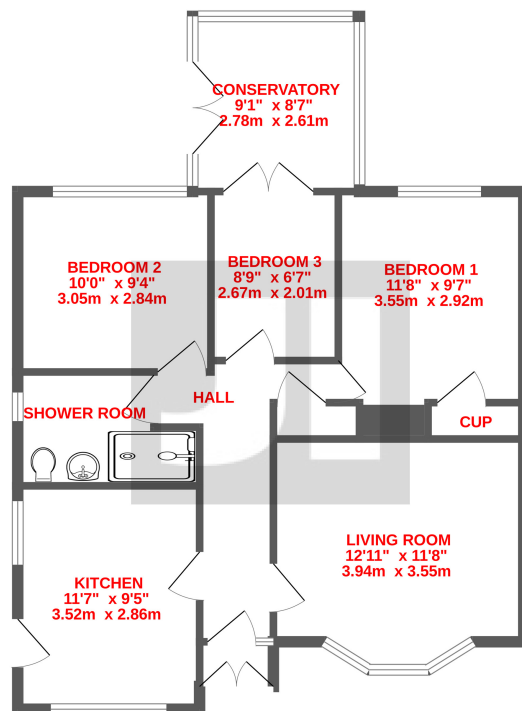 CONSERVATORY
9'1" x 8'7"
2.78m x 2.61m
BEDROOM 2
10'0" x 9'4"
3.05m x 2.84m
BEDROOM 3
8'9" x 6'7"
2.67m x 2.01m
BEDROOM 1
11'8" x 9'7"
3.55m x 2.92m
HALL
SHOWER ROOM
CUP
LIVING ROOM
12'11" x 11'8"
3.94m x 3.55m
KITCHEN
11'7" x 9'5"
3.52m x 2.86m